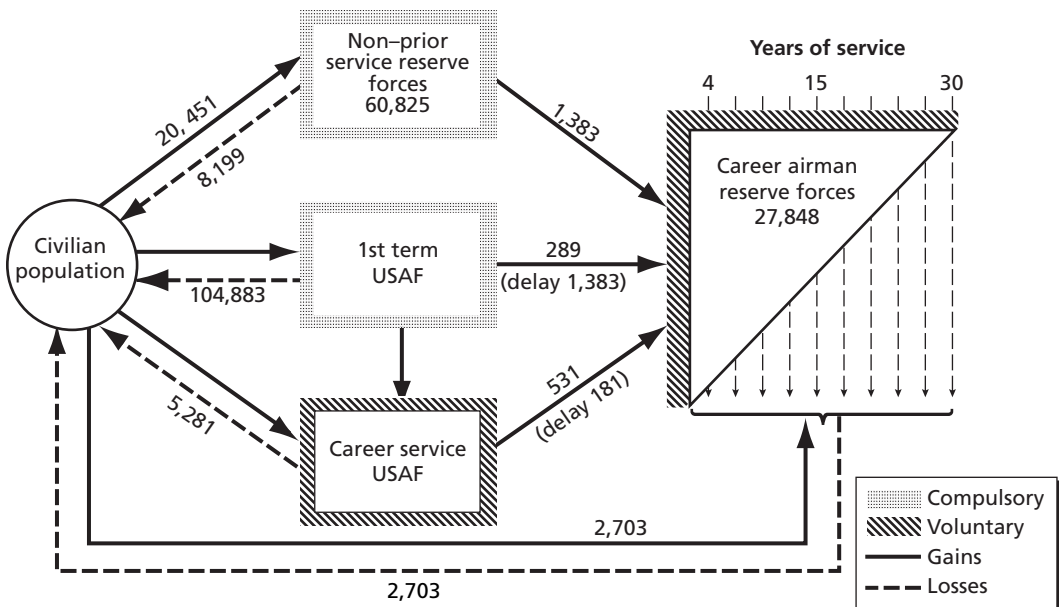 Years of service
4 15 30
Non–prior
service reserve
forces
60,825
20, 451
8,199
1,383
Career airman
reserve forces
27,848
Civilian
population
1st term
USAF
104,883
289
(delay 1,383)
5,281
Career service
USAF
531
(delay 181)
2,703
2,703
Compulsory
Voluntary
Gains
Losses